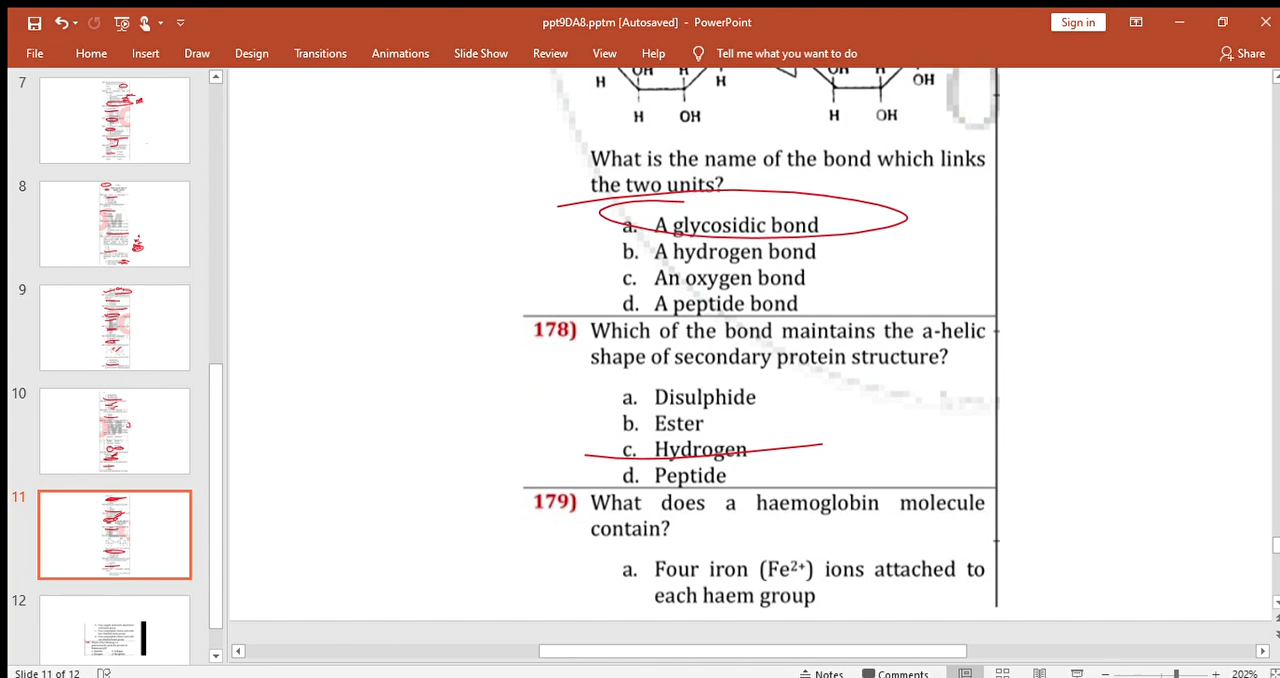 ppt9DA8.pptm [Autosaved] - PowerPoint
Sign in
File Home Insert Draw Design Transitions Animations Slide Show Review View Help Tell me what you want to do Share
7
8
9
10
11
12
OH H
H H OH H OH
H OH H OH
What is the name of the bond which links
the two units?
a. A glycosidic bond
b. A hydrogen bond
c. An oxygen bond
d. A peptide bond
178) Which of the bond maintains the a-helic
shape of secondary protein structure?
a. Disulphide
b. Ester
c. Hydrogen
d. Peptide
179) What does a haemoglobin molecule
contain?
a. Four iron (Fe²⁺) ions attached to
each haem group
Slide 11 of 12 Notes Comments 202%